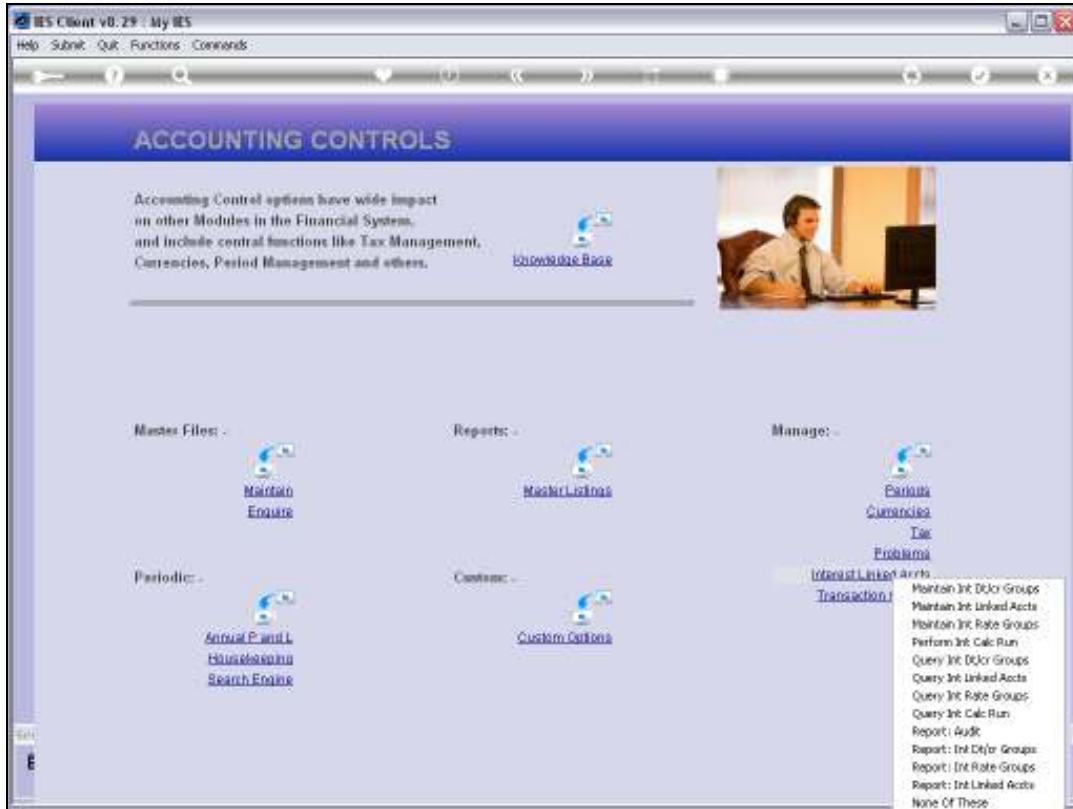 IES Client v8.29 : My IES
Help Submit Quit Functions Commands
ACCOUNTING CONTROLS
Accounting Control options have wide impact
on other Modules in the Financial System,
and include central functions like Tax Management,
Currencies, Period Management and others.
Knowledge Base
Master Files: -
Maintain
Enquire
Reports: -
Master Listings
Manage: -
Periods
Currencies
Tax
Problems
Interest Linked Accts
Transaction
Periodic: -
Annual P and L
Housekeeping
Search Engine
Custom: -
Custom Options
Maintain Int Dt/cr Groups
Maintain Int Linked Accts
Maintain Int Rate Groups
Perform Int Calc Run
Query Int Dt/cr Groups
Query Int Linked Accts
Query Int Rate Groups
Query Int Calc Run
Report: Audit
Report: Int Dt/cr Groups
Report: Int Rate Groups
Report: Int Linked Accts
None Of These